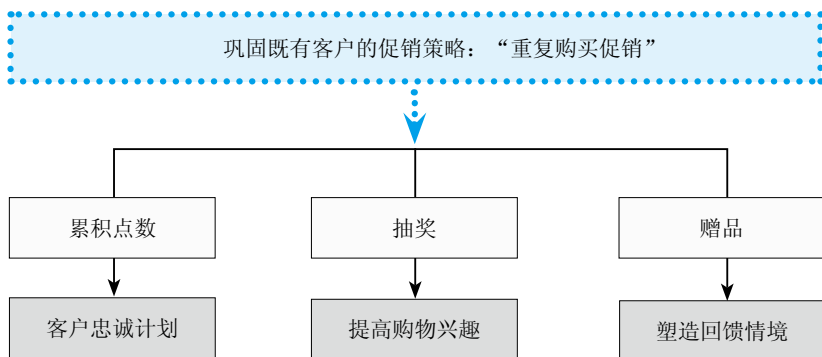 巩固既有客户的促销策略：“重复购买促销”
累积点数
抽奖
赠品
客户忠诚计划
提高购物兴趣
塑造回馈情境